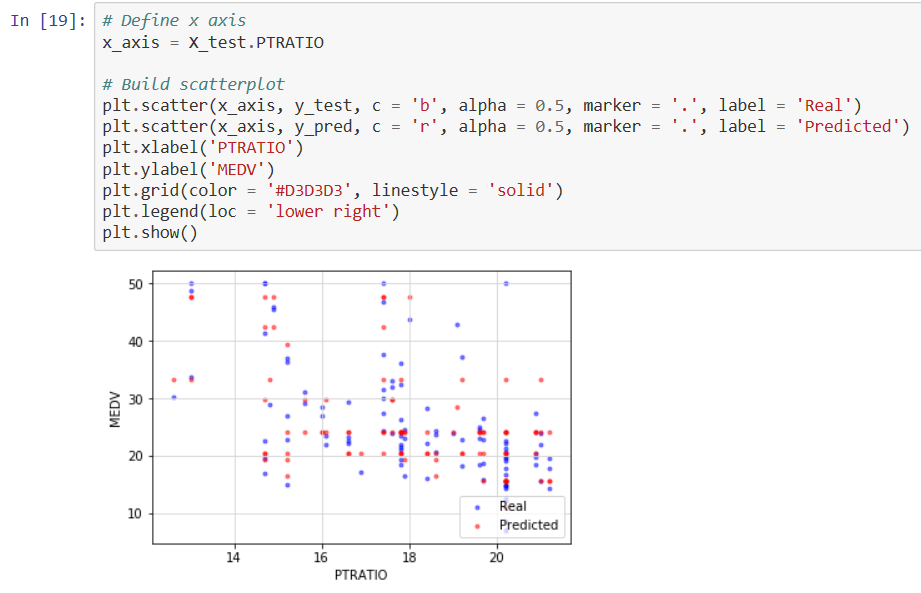 In [19]:
# Define x axis
x_axis = X_test.PTRATIO
# Build scatterplot
plt.scatter(x_axis, y_test, c = 'b', alpha = 0.5, marker = '.', label = 'Real')
plt.scatter(x_axis, y_pred, c = 'r', alpha = 0.5, marker = '.', label = 'Predicted')
plt.xlabel('PTRATIO')
plt.ylabel('MEDV')
plt.grid(color = '#D3D3D3', linestyle = 'solid')
plt.legend(loc = 'lower right')
plt.show()
50
40
30
20
10
MEDV
Real
Predicted
14
16
18
20
PTRATIO